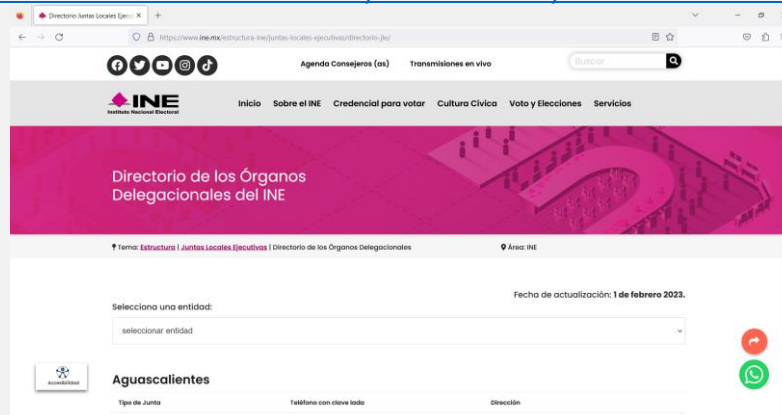 Directorio Juntas Locales Ejecu
https://www.ine.mx/estructura-ine/juntas-locales-ejecutivas/directorio-jle/
Agenda Consejeros (as) Transmisiones en vivo Buscar
INE
Instituto Nacional Electoral
Inicio Sobre el INE Credencial para votar Cultura Cívica Voto y Elecciones Servicios
Directorio de los Órganos
Delegacionales del INE
Tema: Estructura | Juntas Locales Ejecutivas | Directorio de los Órganos Delegacionales Área: INE
Fecha de actualización: 1 de febrero 2023.
Selecciona una entidad:
seleccionar entidad
Accesibilidad
Aguascalientes
Tipo de Junta Teléfono con clave lada Dirección